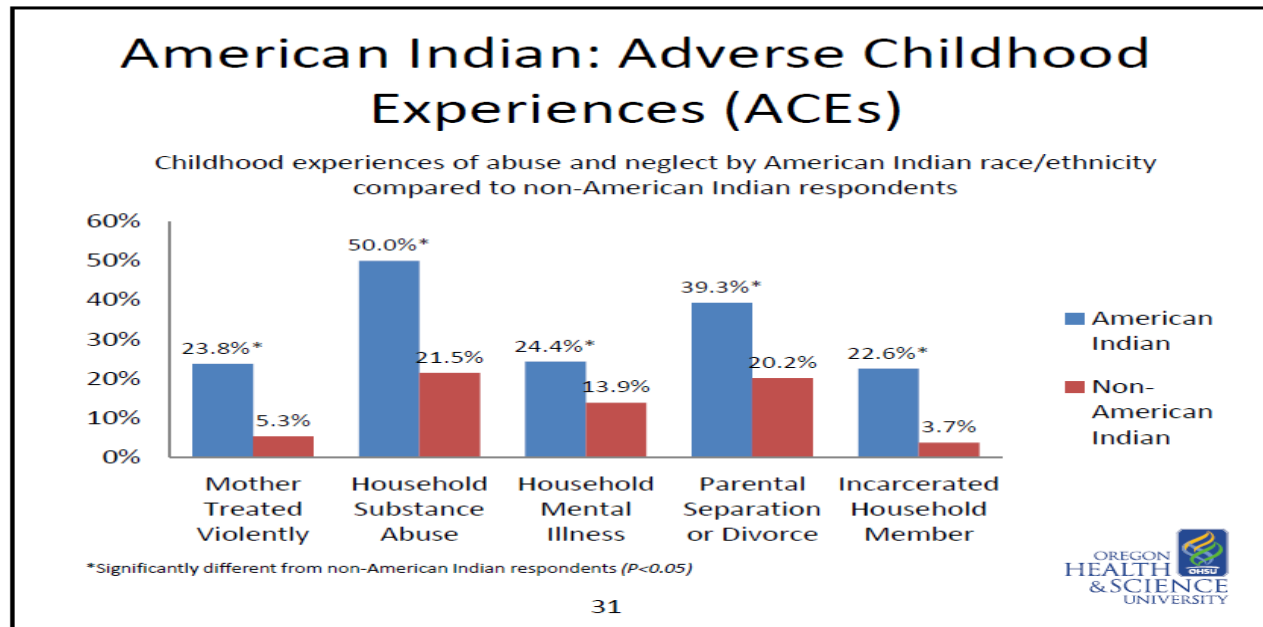 American Indian: Adverse Childhood
Experiences (ACEs)
Childhood experiences of abuse and neglect by American Indian race/ethnicity
compared to non-American Indian respondents
60%
50%
40%
30%
20%
10%
0%
23.8%*
5.3%
50.0%*
21.5%
24.4%*
13.9%
39.3%*
20.2%
22.6%*
3.7%
Mother
Treated
Violently
Household
Substance
Abuse
Household
Mental
Illness
Parental
Separation
or Divorce
Incarcerated
Household
Member
American
Indian
Non-
American
Indian
*Significantly different from non-American Indian respondents (P<0.05)
31
OREGON
HEALTH
&SCIENCE
UNIVERSITY
OHSU